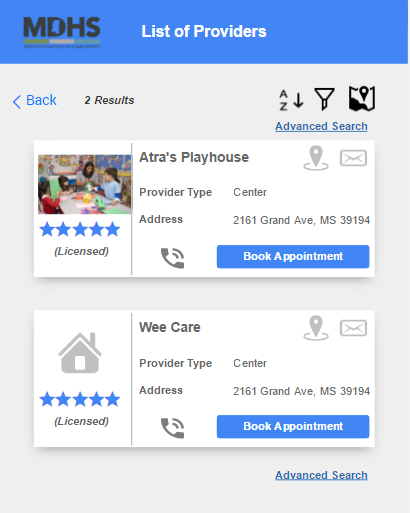 MDHS
List of Providers
Back
2 Results
A
Z
Advanced Search
Atra's Playhouse
Provider Type Center
Address 2161 Grand Ave, MS 39194
(Licensed)
Book Appointment
Wee Care
Provider Type Center
Address 2161 Grand Ave, MS 39194
(Licensed)
Book Appointment
Advanced Search